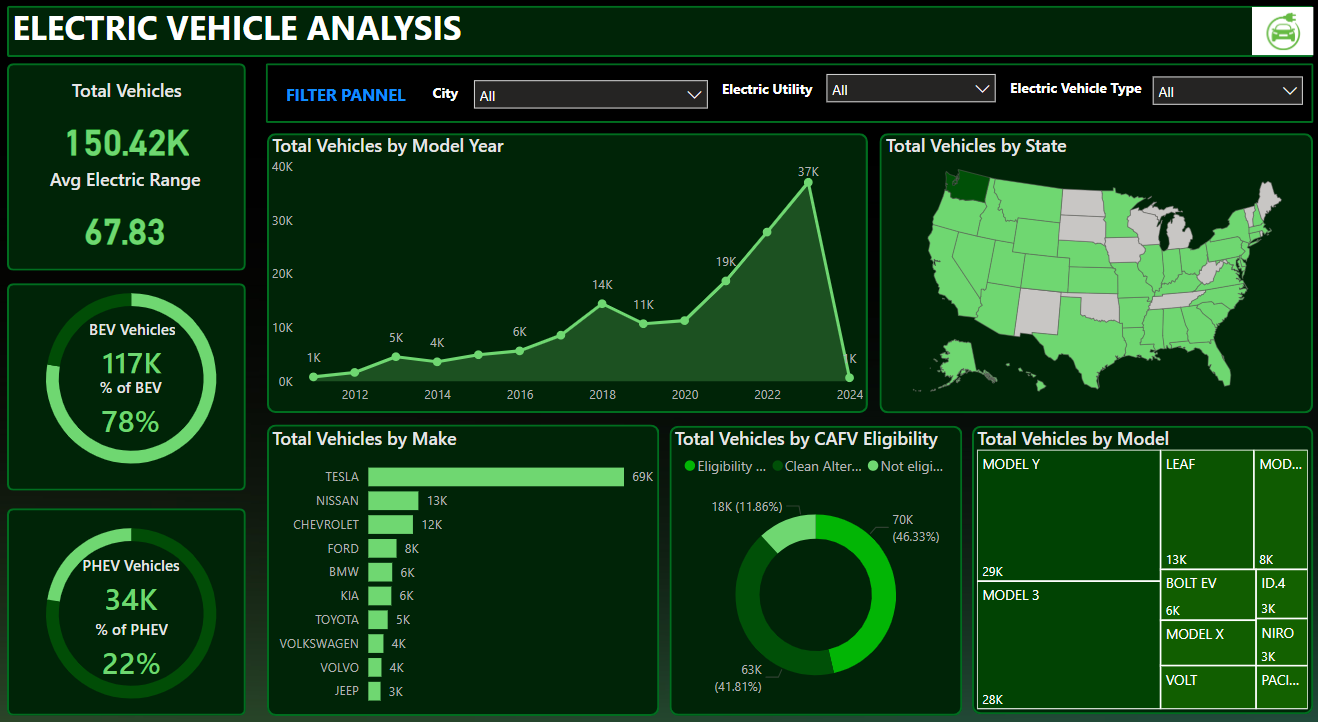 ELECTRIC VEHICLE ANALYSIS
Total Vehicles
150.42K
Avg Electric Range
67.83
BEV Vehicles
117K
% of BEV
78%
PHEV Vehicles
34K
% of PHEV
22%
FILTER PANNEL
City
All
Electric Utility
All
Electric Vehicle Type
All
Total Vehicles by Model Year
40K
30K
20K
10K
0K
1K
5K
4K
6K
14K
11K
19K
37K
1K
2012
2014
2016
2018
2020
2022
2024
Total Vehicles by State
Total Vehicles by Make
TESLA 69K
NISSAN 13K
CHEVROLET 12K
FORD 8K
BMW 6K
KIA 6K
TOYOTA 5K
VOLKSWAGEN 4K
VOLVO 4K
JEEP 3K
Total Vehicles by CAFV Eligibility
Eligibility ... Clean Alter... Not eligi...
18K (11.86%)
70K
(46.33%)
63K
(41.81%)
Total Vehicles by Model
MODEL Y
29K
MODEL 3
28K
LEAF
13K
MOD...
8K
BOLT EV
6K
ID.4
3K
MODEL X
NIRO
3K
VOLT
PACI...